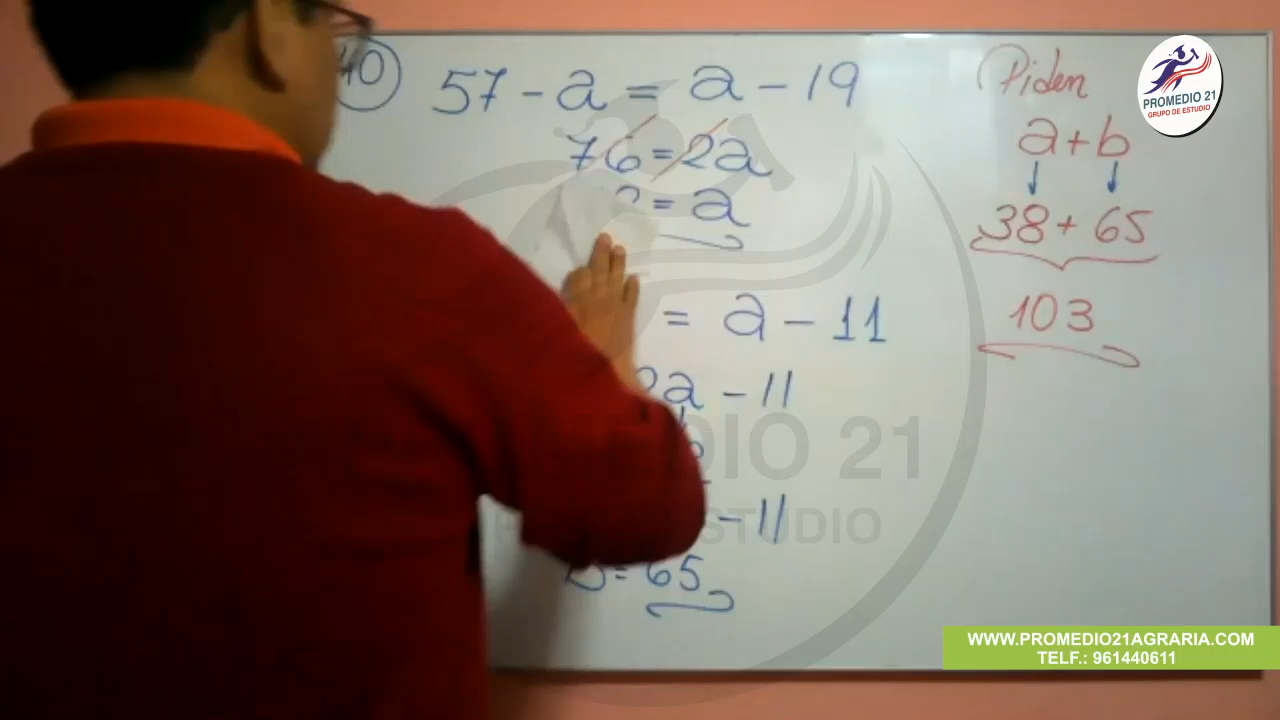 40
57 - a = a - 19
76 = 2a
= a
= a - 11
2a - 11
- 11
b = 65
Piden
a + b
38 + 65
103
PROMEDIO 21
GRUPO DE ESTUDIO
WWW.PROMEDIO21AGRARIA.COM
TELF.: 961440611